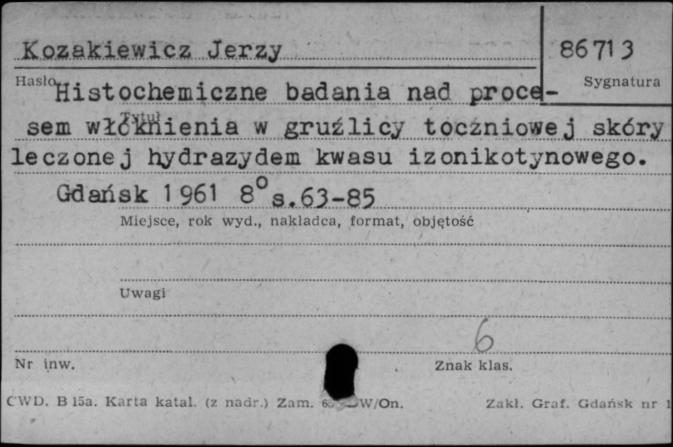 Kozakiewicz Jerzy
86713
Hasło
Sygnatura
Histochemiczne badania nad proce-
Tytuł
sem włóknienia w gruźlicy toczniowej skóry
leczonej hydrazydem kwasu izonikotynowego.
Gdańsk 1961 8° s.63-85
Miejsce, rok wyd., nakładca, format, objętość
Uwagi
6
Nr inw.
Znak klas.
CWD. B 15a. Karta katal. (z nadr.) Zam. W/On.
Zakł. Graf. Gdańsk nr 1